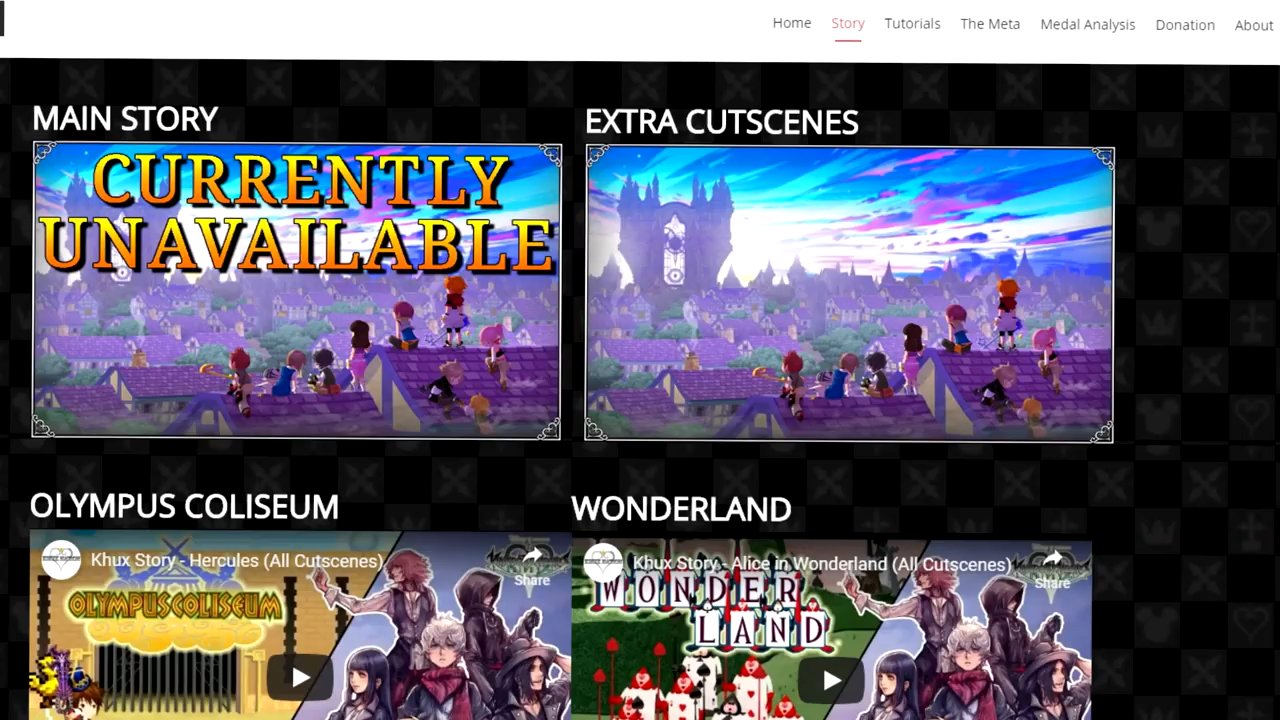 Home Story Tutorials The Meta Medal Analysis Donation About
MAIN STORY
EXTRA CUTSCENES
CURRENTLY
UNAVAILABLE
OLYMPUS COLISEUM
WONDERLAND
Khux Story - Hercules (All Cutscenes)
Share
OLYMPUS COLISEUM
Khux Story - Alice in Wonderland (All Cutscenes)
Share
WONDER
LAND